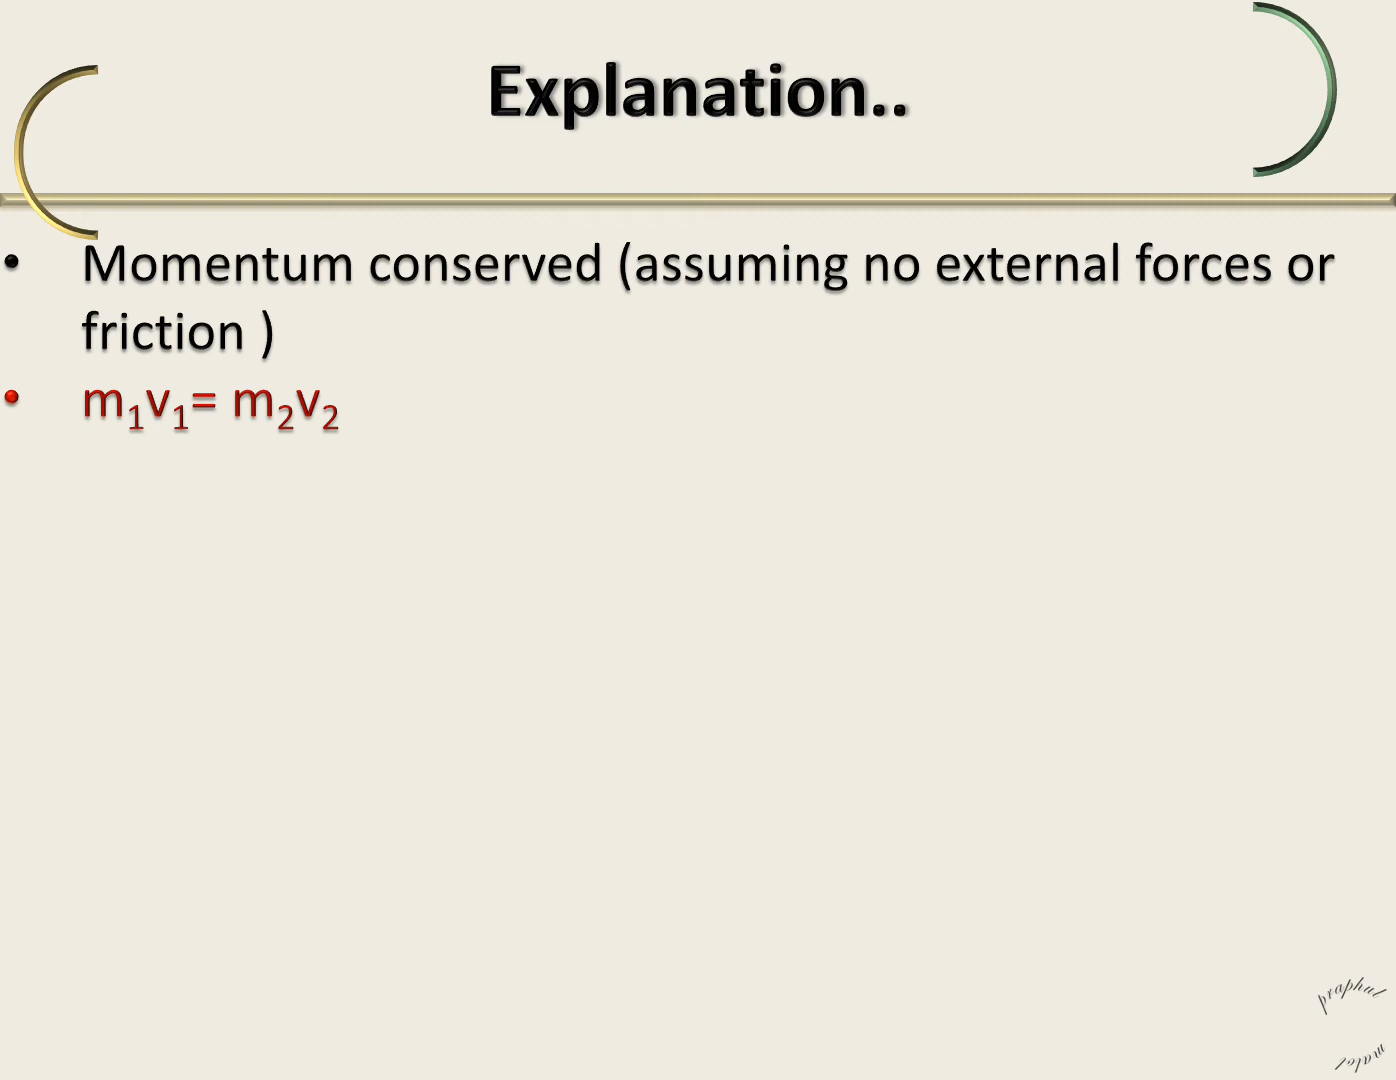 Explanation..
• Momentum conserved (assuming no external forces or
friction )
• m₁v₁= m₂v₂
praphul